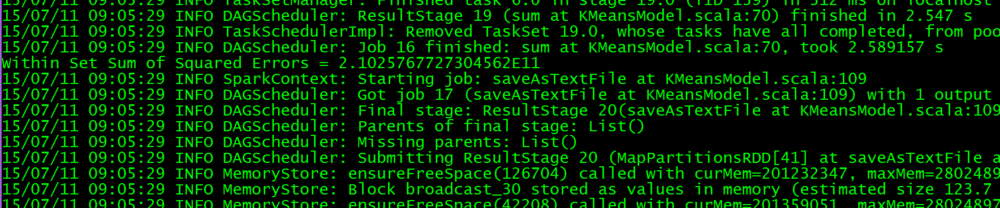 15/07/11 09:05:29 INFO TaskSetManager: Finished task 6.0 in stage 19.0 (TID 159) in 512 ms on localhost
15/07/11 09:05:29 INFO DAGScheduler: ResultStage 19 (sum at KMeansModel.scala:70) finished in 2.547 s
15/07/11 09:05:29 INFO TaskSchedulerImpl: Removed TaskSet 19.0, whose tasks have all completed, from poo
15/07/11 09:05:29 INFO DAGScheduler: Job 16 finished: sum at KMeansModel.scala:70, took 2.589157 s
Within Set Sum of Squared Errors = 2.1025767727304562E11
15/07/11 09:05:29 INFO SparkContext: Starting job: saveAsTextFile at KMeansModel.scala:109
15/07/11 09:05:29 INFO DAGScheduler: Got job 17 (saveAsTextFile at KMeansModel.scala:109) with 1 output
15/07/11 09:05:29 INFO DAGScheduler: Final stage: ResultStage 20(saveAsTextFile at KMeansModel.scala:109
15/07/11 09:05:29 INFO DAGScheduler: Parents of final stage: List()
15/07/11 09:05:29 INFO DAGScheduler: Missing parents: List()
15/07/11 09:05:29 INFO DAGScheduler: Submitting ResultStage 20 (MapPartitionsRDD[41] at saveAsTextFile a
15/07/11 09:05:29 INFO MemoryStore: ensureFreeSpace(126704) called with curMem=201232347, maxMem=2802489
15/07/11 09:05:29 INFO MemoryStore: Block broadcast_30 stored as values in memory (estimated size 123.7
15/07/11 09:05:29 INFO MemoryStore: ensureFreeSpace(42208) called with curMem=201359051, maxMem=28024897